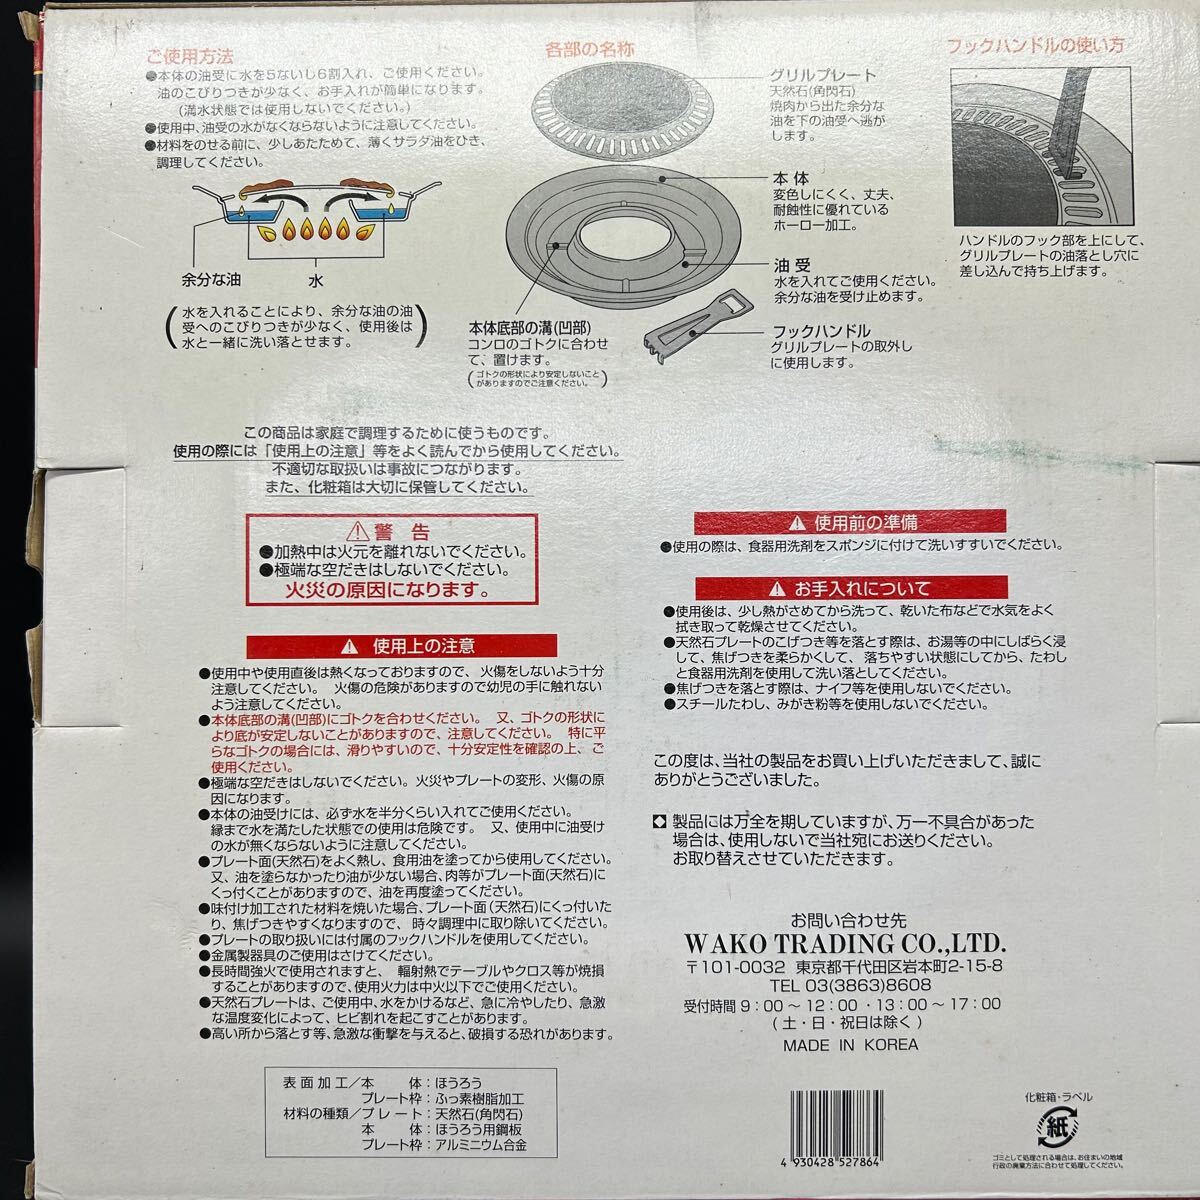 ご使用方法
●本体の油受に水を5ないし6割入れ、ご使用ください。
油のこびりつきが少なく、お手入れが簡単になります。
(満水状態では使用しないでください。)
●使用中、油受の水がなくならないように注意してください。
●材料をのせる前に、少しあたためて、薄くサラダ油をひき、
調理してください。
余分な油
水
水を入れることにより、余分な油の油
受へのこびりつきが少なく、使用後は
水と一緒に洗い落とせます。
各部の名称
グリルプレート
天然石(角閃石)
焼肉から出た余分な
油を下の油受へ逃が
します。
本体
変色しにくく、丈夫、
耐蝕性に優れている
ホーロー加工。
油受
水を入れてご使用ください。
余分な油を受け止めます。
本体底部の溝(凹部)
コンロのゴトクに合わせ
て、置けます。
(ゴトクの形状により安定しないこと
がありますのでご注意ください。)
フックハンドル
グリルプレートの取外し
に使用します。
フックハンドルの使い方
ハンドルのフック部を上にして、
グリルプレートの油落とし穴に
差し込んで持ち上げます。
この商品は家庭で調理するために使うものです。
使用の際には「使用上の注意」等をよく読んでから使用してください。
不適切な取扱いは事故につながります。
また、化粧箱は大切に保管してください。
⚠警告
●加熱中は火元を離れないでください。
●極端な空だきはしないでください。
火災の原因になります。
⚠ 使用上の注意
●使用中や使用直後は熱くなっておりますので、火傷をしないよう十分
注意してください。 火傷の危険がありますので幼児の手に触れない
よう注意してください。
●本体底部の溝(凹部)にゴトクを合わせください。 又、ゴトクの形状に
より底が安定しないことがありますので、注意してください。 特に平
らなゴトクの場合には、滑りやすいので、十分安定性を確認の上、ご
使用ください。
●極端な空だきはしないでください。火災やプレートの変形、火傷の原
因になります。
●本体の油受けには、必ず水を半分くらい入れてご使用ください。
縁まで水を満たした状態での使用は危険です。 又、使用中に油受け
の水が無くならないように注意してください。
●プレート面(天然石)をよく熱し、食用油を塗ってから使用してください。
又、油を塗らなかったり油が少ない場合、肉等がプレート面(天然石)に
くっ付くことがありますので、油を再度塗ってください。
●味付け加工された材料を焼いた場合、プレート面(天然石)にくっ付いた
り、焦げつきやすくなりますので、時々調理中に取り除いてください。
●プレートの取り扱いには付属のフックハンドルを使用してください。
●金属製器具のご使用はさけてください。
●長時間強火で使用されますと、 輻射熱でテーブルやクロス等が焼損
することがありますので、使用火力は中火以下でご使用ください。
●天然石プレートは、ご使用中、水をかけるなど、急に冷やしたり、急激
な温度変化によって、ヒビ割れを起こすことがあります。
●高い所から落とす等、急激な衝撃を与えると、破損する恐れがあります。
表面加工/本体:ほうろう
プレート枠:ふっ素樹脂加工
材料の種類/プレート:天然石(角閃石)
本体:ほうろう用鋼板
プレート枠:アルミニウム合金
⚠ 使用前の準備
●使用の際は、食器用洗剤をスポンジに付けて洗いすすいでください。
⚠ お手入れについて
●使用後は、少し熱がさめてから洗って、乾いた布などで水気をよく
拭き取って乾燥させてください。
●天然石プレートのこげつき等を落とす際は、お湯等の中にしばらく浸
して、焦げつきを柔らかくして、落ちやすい状態にしてから、たわし
と食器用洗剤を使用して洗い落としてください。
●焦げつきを落とす際は、ナイフ等を使用しないでください。
●スチールたわし、みがき粉等を使用しないでください。
この度は、当社の製品をお買い上げいただきまして、誠に
ありがとうございました。
製品には万全を期していますが、万一不具合があった
場合は、使用しないで当社宛にお送りください。
お取り替えさせていただきます。
お問い合わせ先
WAKO TRADING CO.,LTD.
〒101-0032 東京都千代田区岩本町2-15-8
TEL 03(3863)8608
受付時間 9:00～12:00・13:00～17:00
(土・日・祝日は除く)
MADE IN KOREA
4 930428 527864
化粧箱・ラベル
紙
ゴミとして処理される場合は、お住まいの地域
行政の廃棄方法に合わせて処理してください。